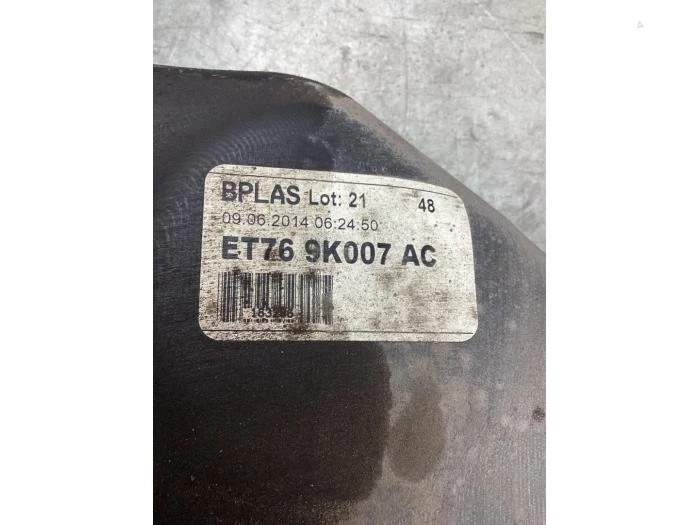 BPLAS Lot: 21 48
09.06.2014 06:24:50
ET76 9K007 AC